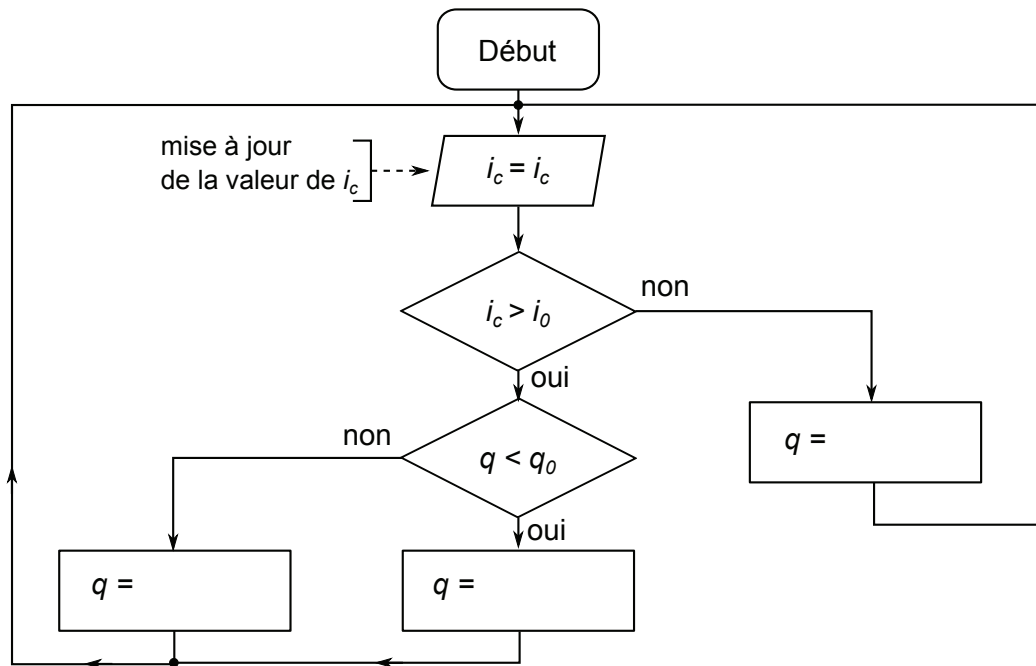 Début
mise à jour
de la valeur de i_c
i_c = i_c
i_c > i_0
non
oui
non
q < q_0
q =
oui
q =
q =